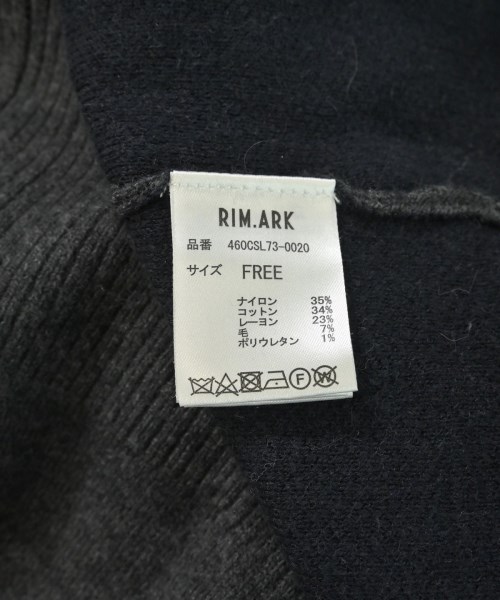 RIM.ARK
品番 460CSL73-0020
サイズ FREE
ナイロン 35%
コットン 34%
レーヨン 23%
毛 7%
ポリウレタン 1%
F W